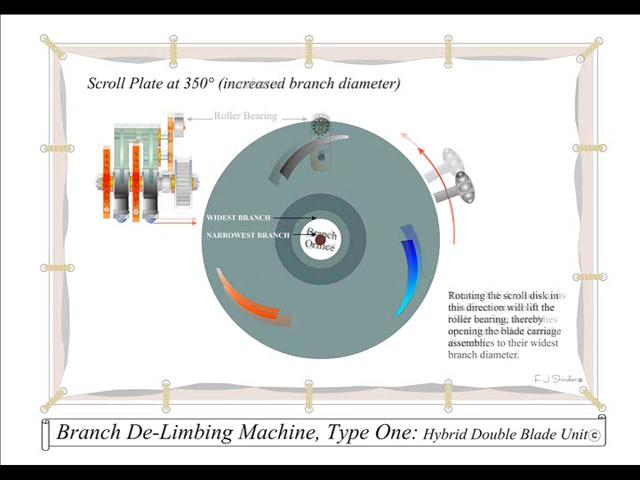 Scroll Plate at 350° (increased branch diameter)
Roller Bearing
WIDEST BRANCH
NARROWEST BRANCH
Branch
Orifice
Rotating the scroll disk in
this direction will lift the
roller bearing, thereby
opening the blade carriage
assemblies to their widest
branch diameter.
F J Shindler©
Branch De-Limbing Machine, Type One: Hybrid Double Blade Unit©